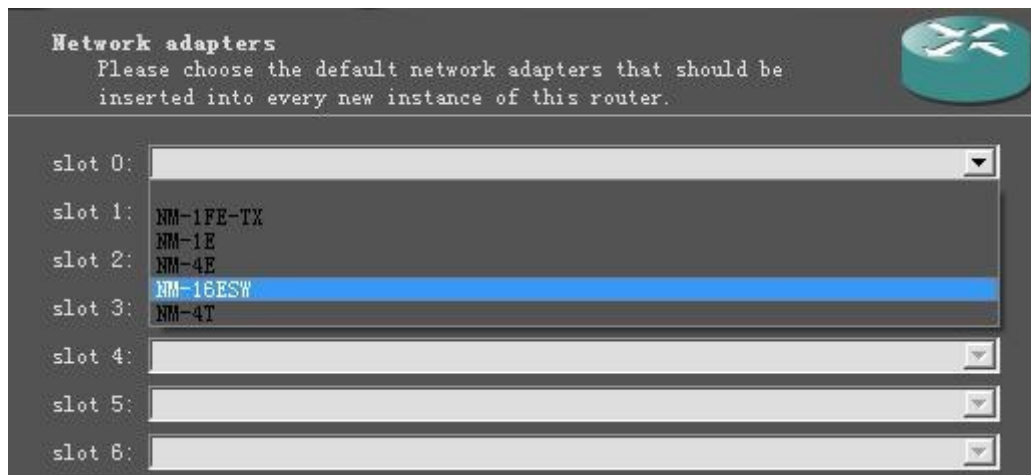 Network adapters
Please choose the default network adapters that should be
inserted into every new instance of this router.
slot 0:
slot 1:
NM-1FE-TX
NM-1E
slot 2:
NM-4E
NM-16ESW
slot 3:
NM-4T
slot 4:
slot 5:
slot 6: